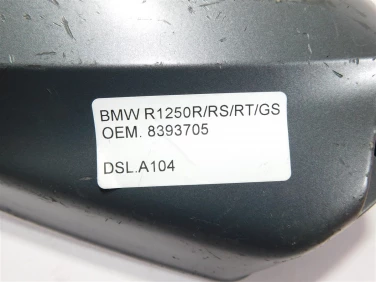 BMW R1250R/RS/RT/GS
OEM. 8393705
DSL.A104